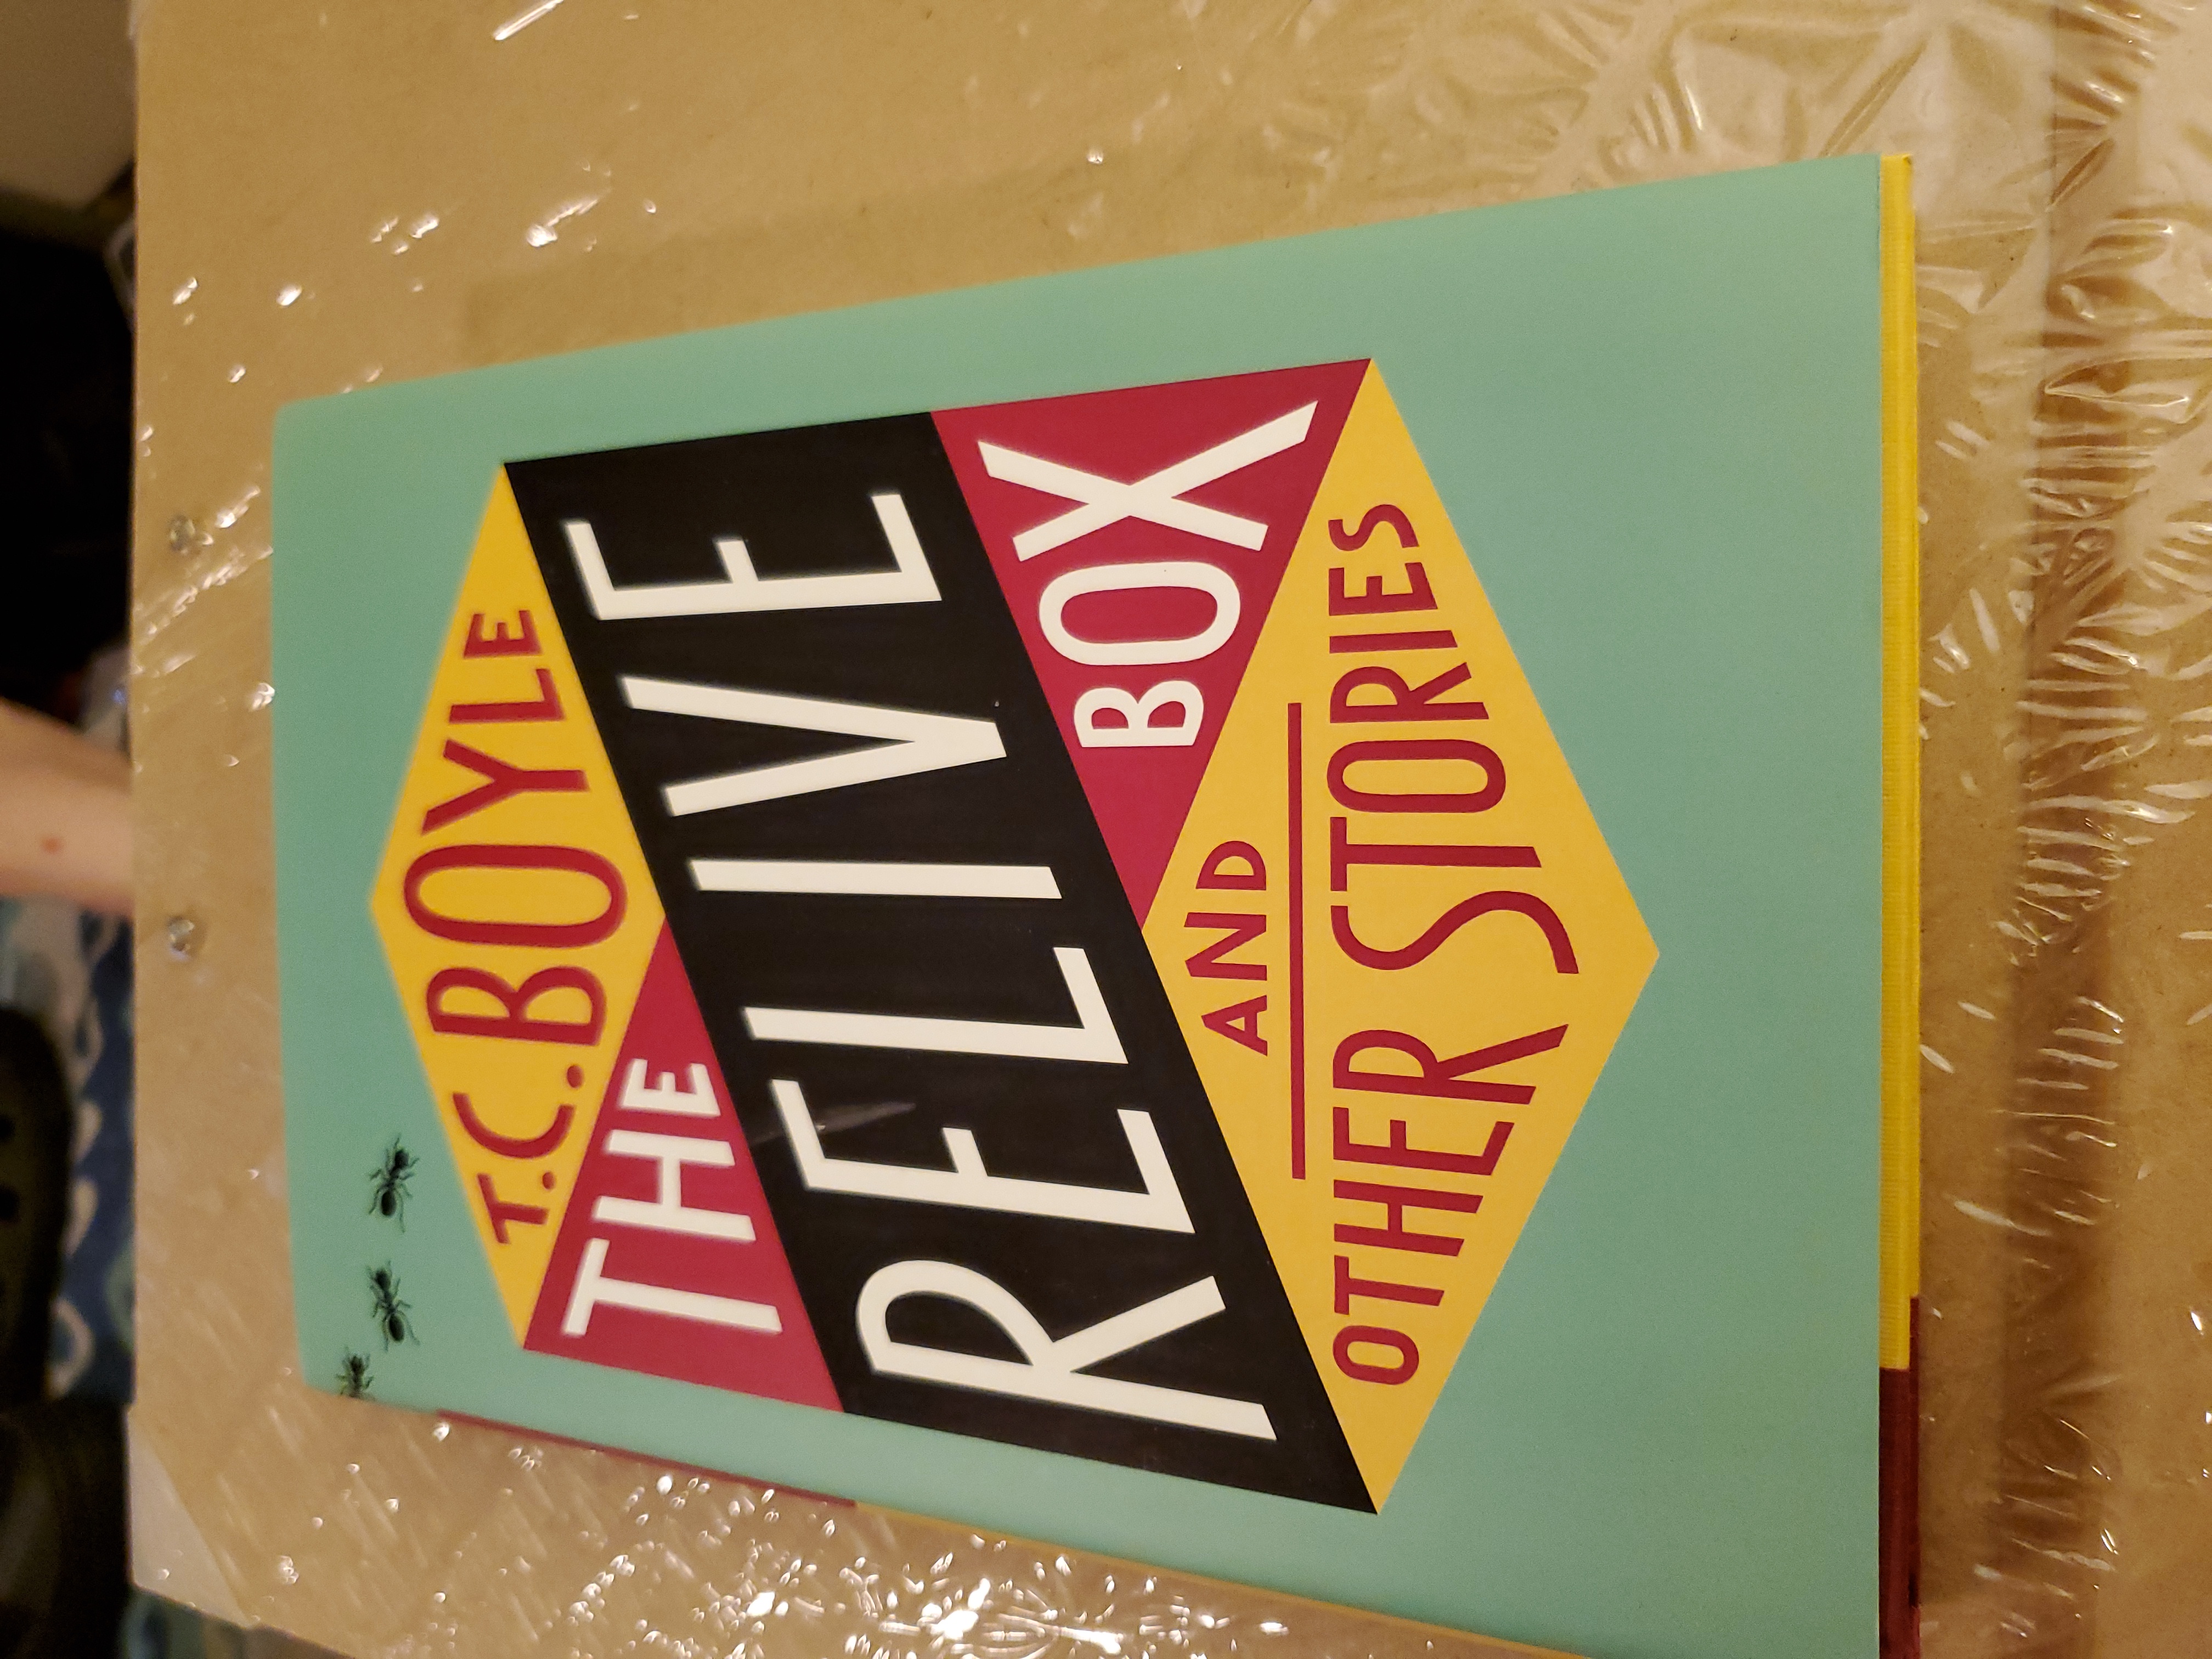 T.C. BOYLE
THE
RELIVE
BOX
AND
OTHER STORIES